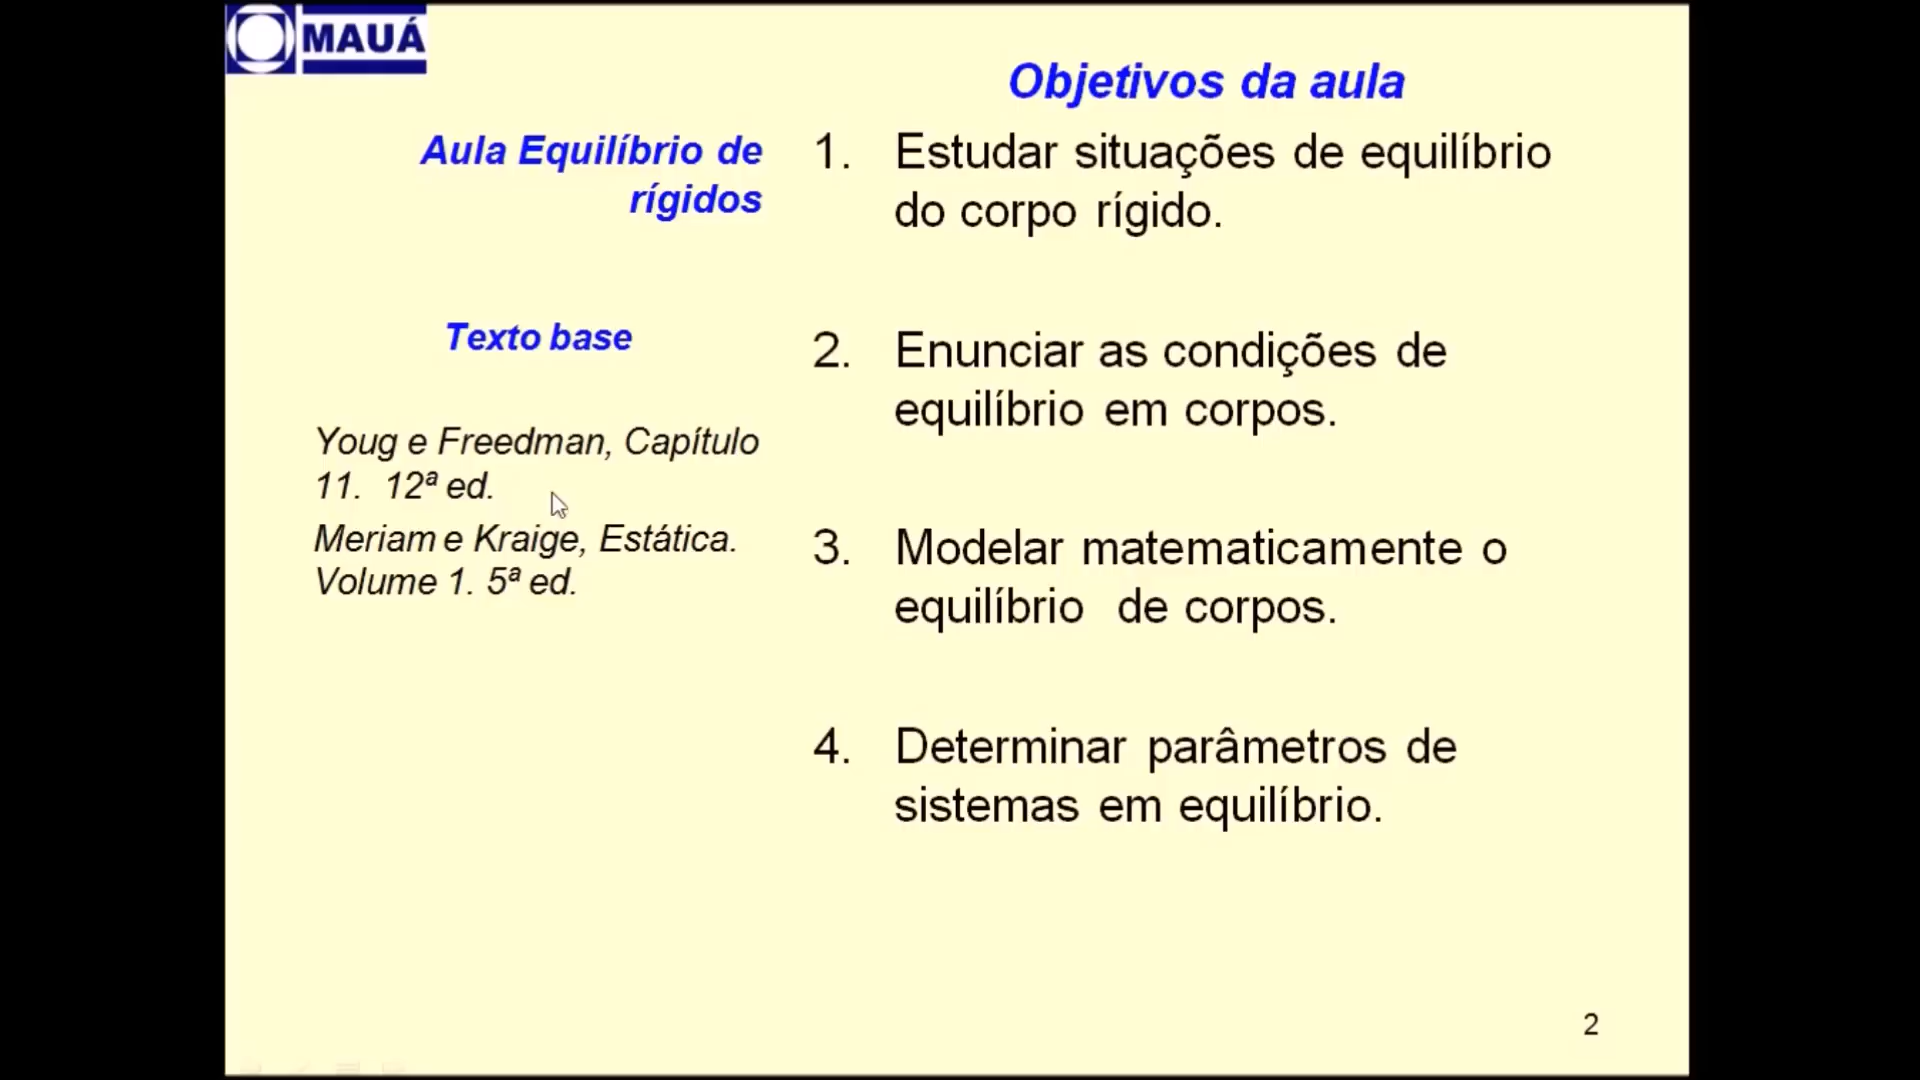 MAUÁ
Aula Equilíbrio de
rígidos
Texto base
Youg e Freedman, Capítulo
11. 12ª ed.
Meriam e Kraige, Estática.
Volume 1. 5ª ed.
Objetivos da aula
1. Estudar situações de equilíbrio
do corpo rígido.
2. Enunciar as condições de
equilíbrio em corpos.
3. Modelar matematicamente o
equilíbrio de corpos.
4. Determinar parâmetros de
sistemas em equilíbrio.
2